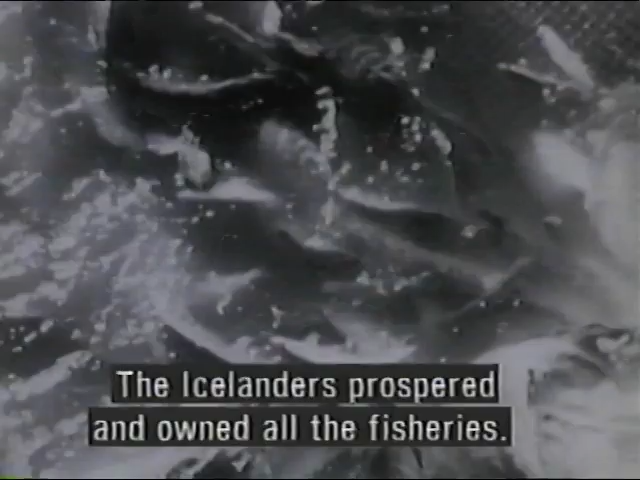 The Icelanders prospered
and owned all the fisheries.